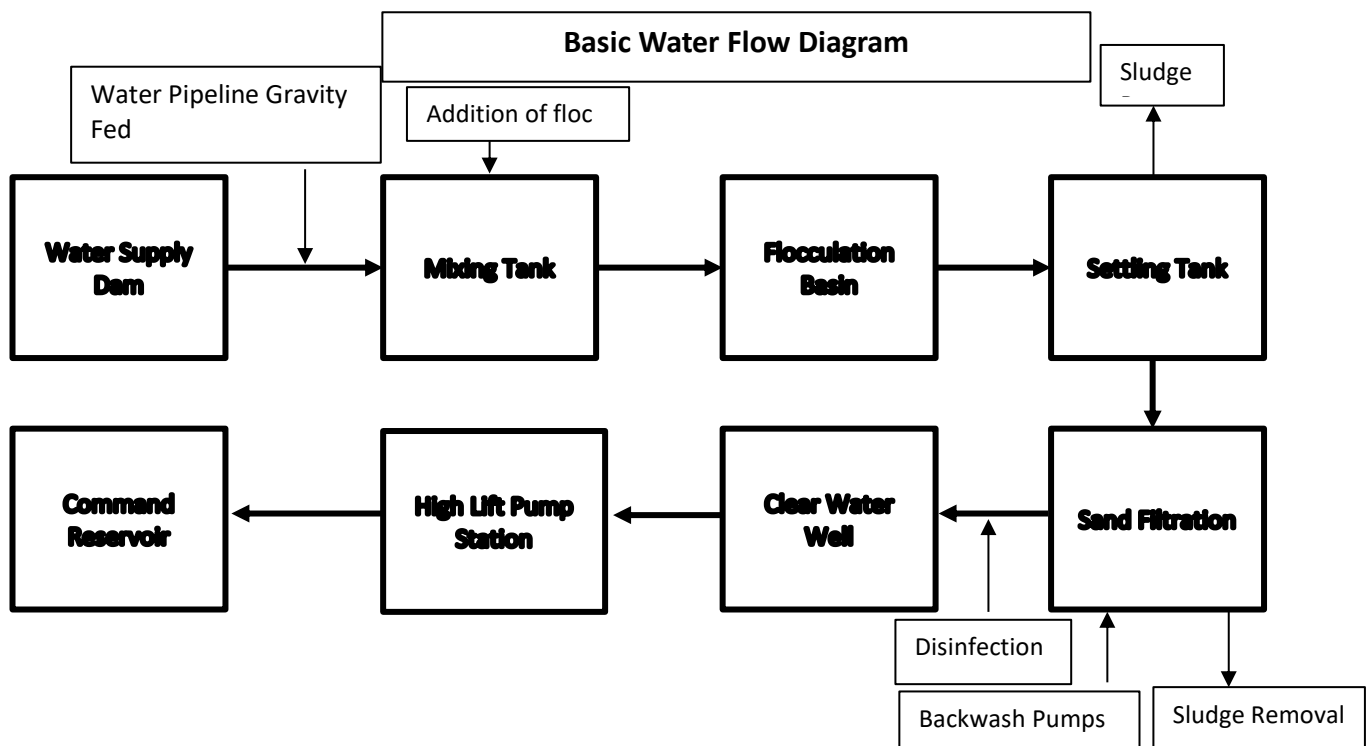 Basic Water Flow Diagram
Water Pipeline Gravity
Fed
Addition of floc
Sludge
Water Supply
Dam
Mixing Tank
Flocculation
Basin
Settling Tank
Command
Reservoir
High Lift Pump
Station
Clear Water
Well
Sand Filtration
Disinfection
Backwash Pumps
Sludge Removal